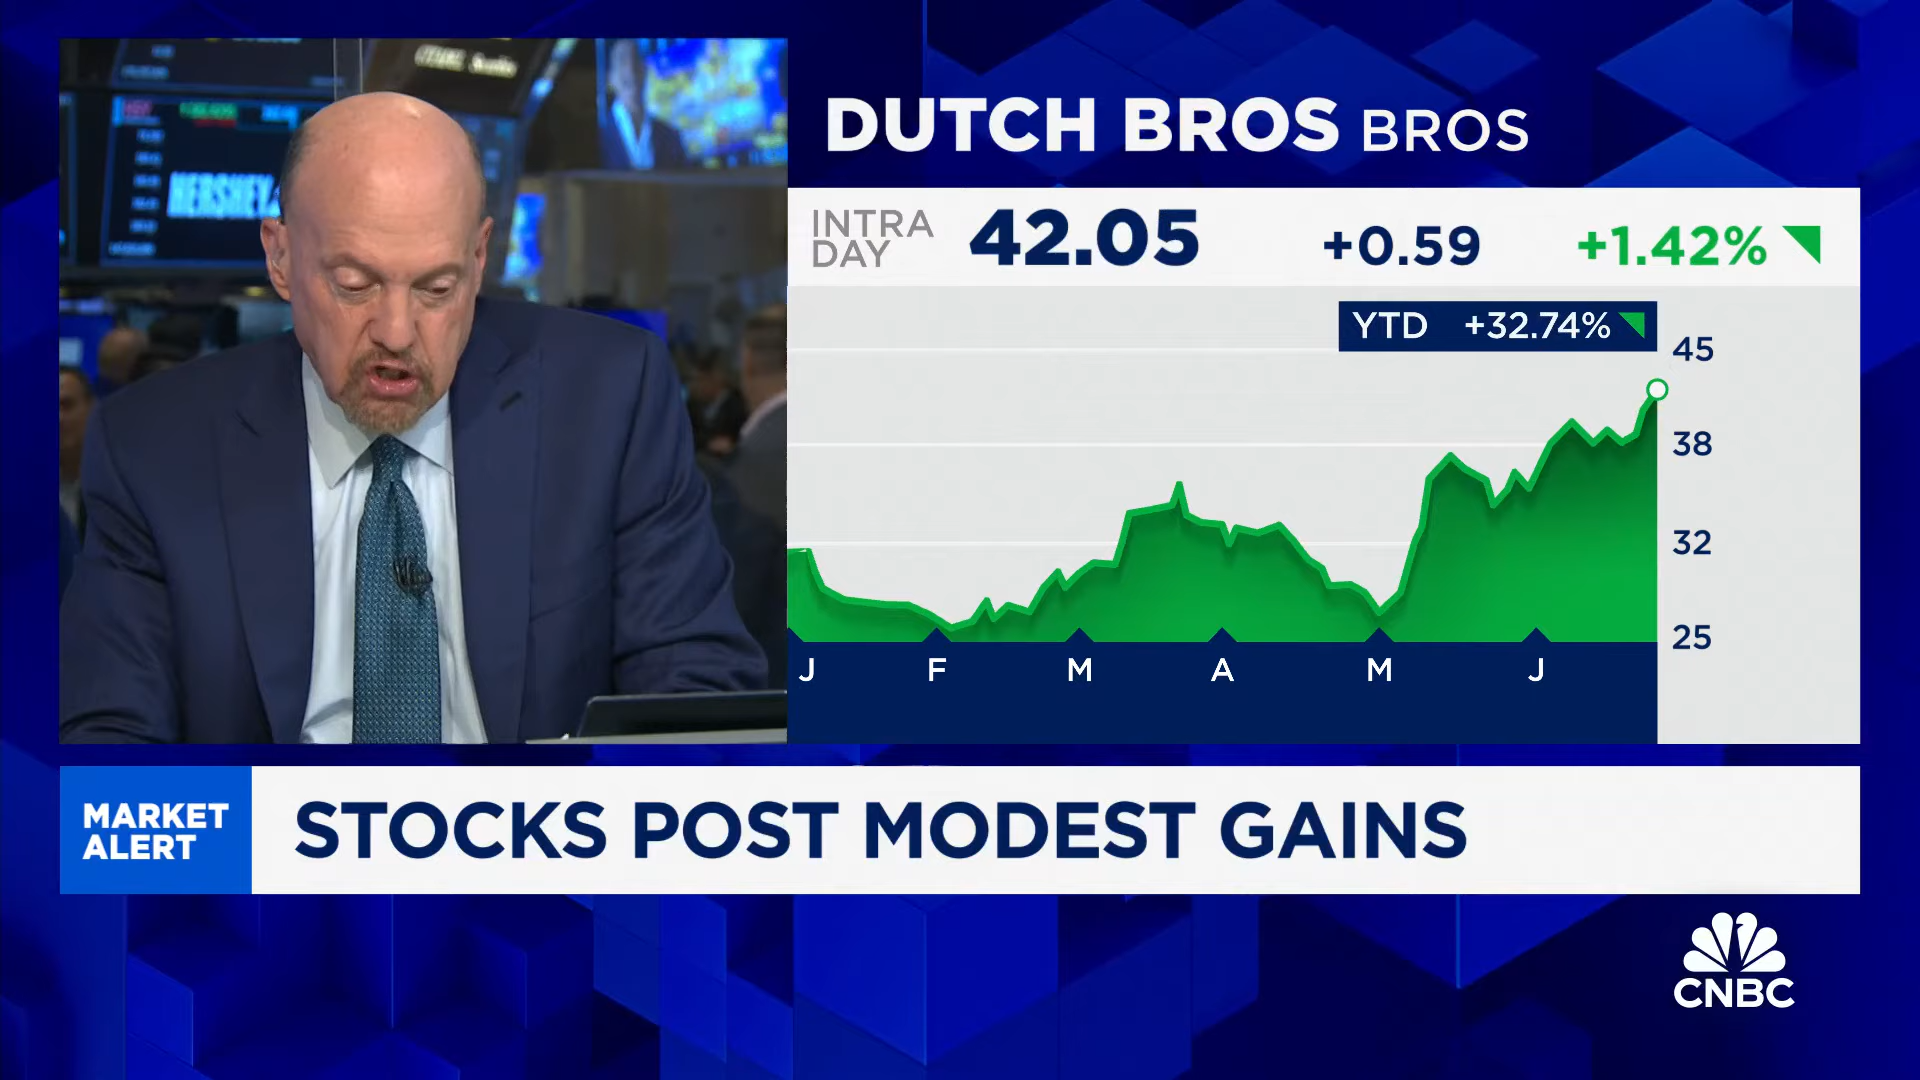 HERSHEY
DUTCH BROS BROS
INTRA DAY 42.05 +0.59 +1.42%
YTD +32.74%
45
38
32
25
J F M A M J
MARKET ALERT
STOCKS POST MODEST GAINS
CNBC